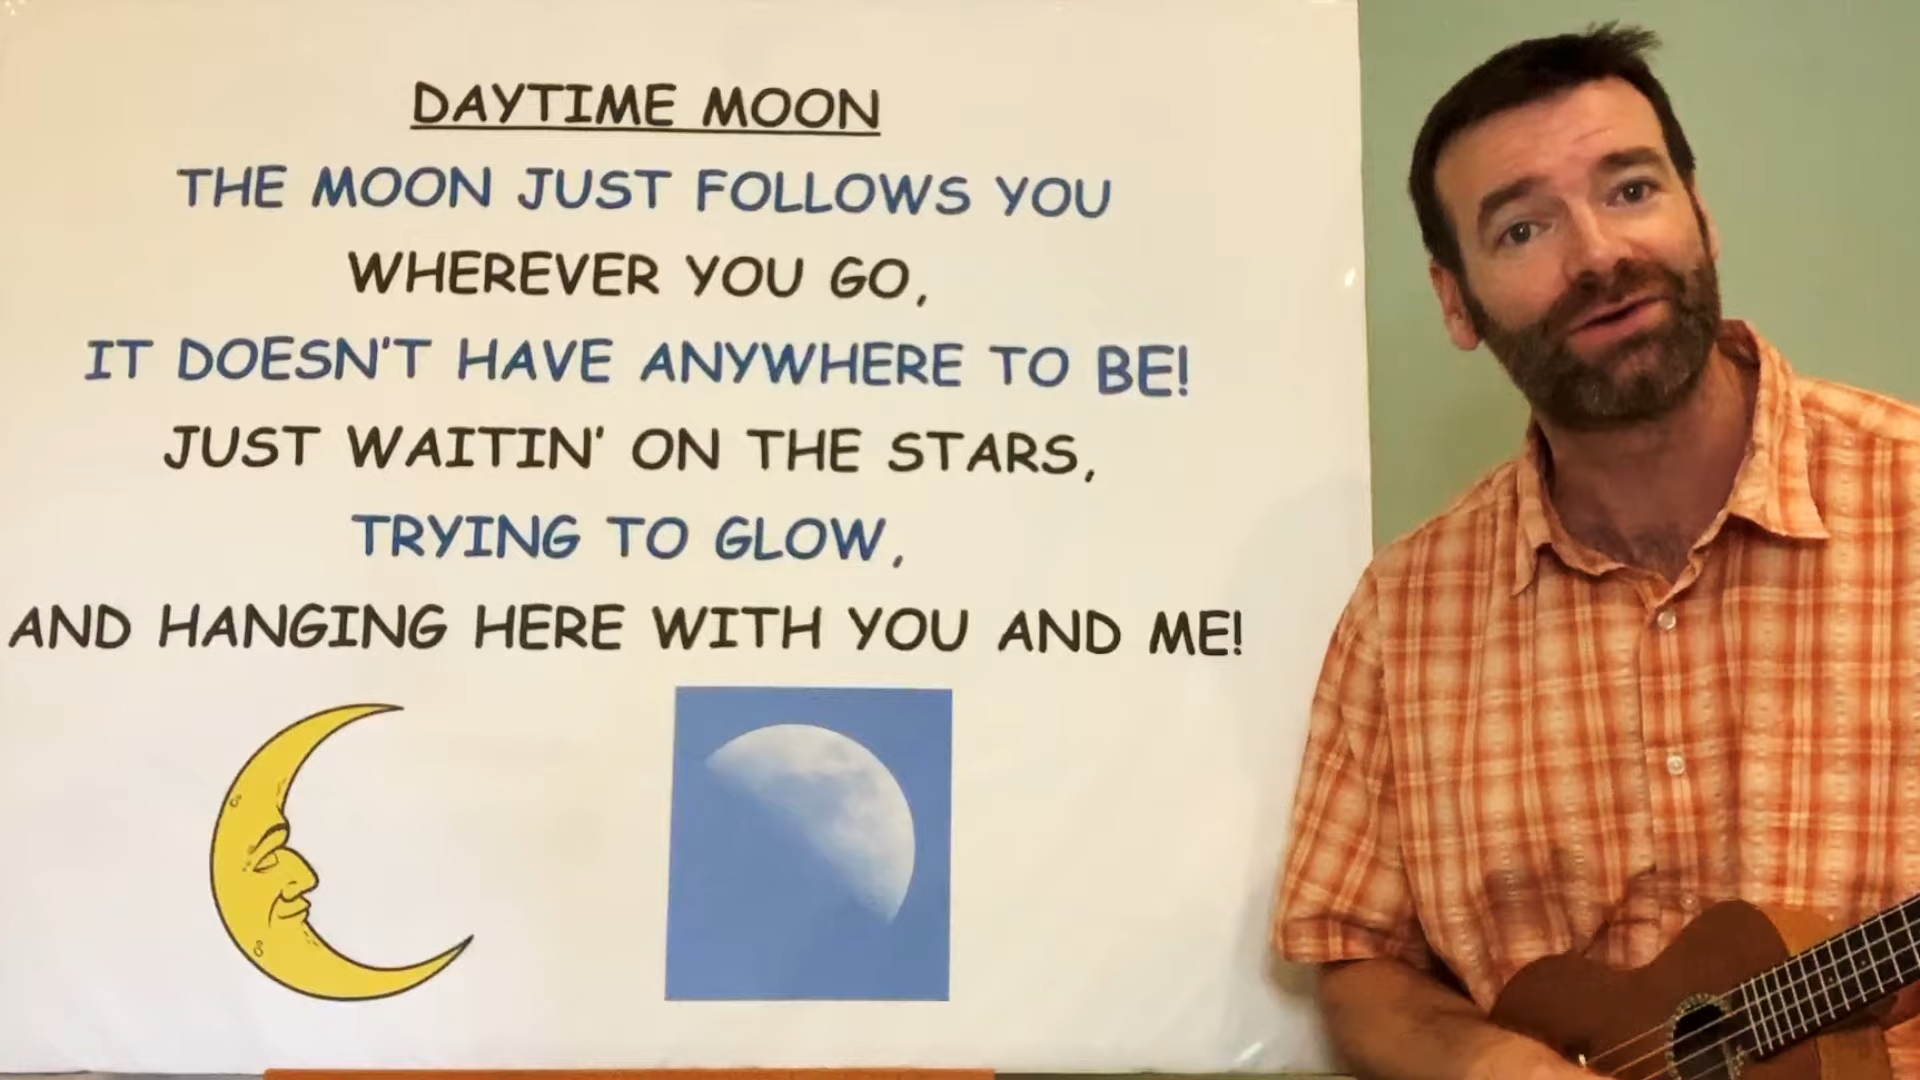 DAYTIME MOON
THE MOON JUST FOLLOWS YOU
WHEREVER YOU GO,
IT DOESN'T HAVE ANYWHERE TO BE!
JUST WAITIN' ON THE STARS,
TRYING TO GLOW,
AND HANGING HERE WITH YOU AND ME!